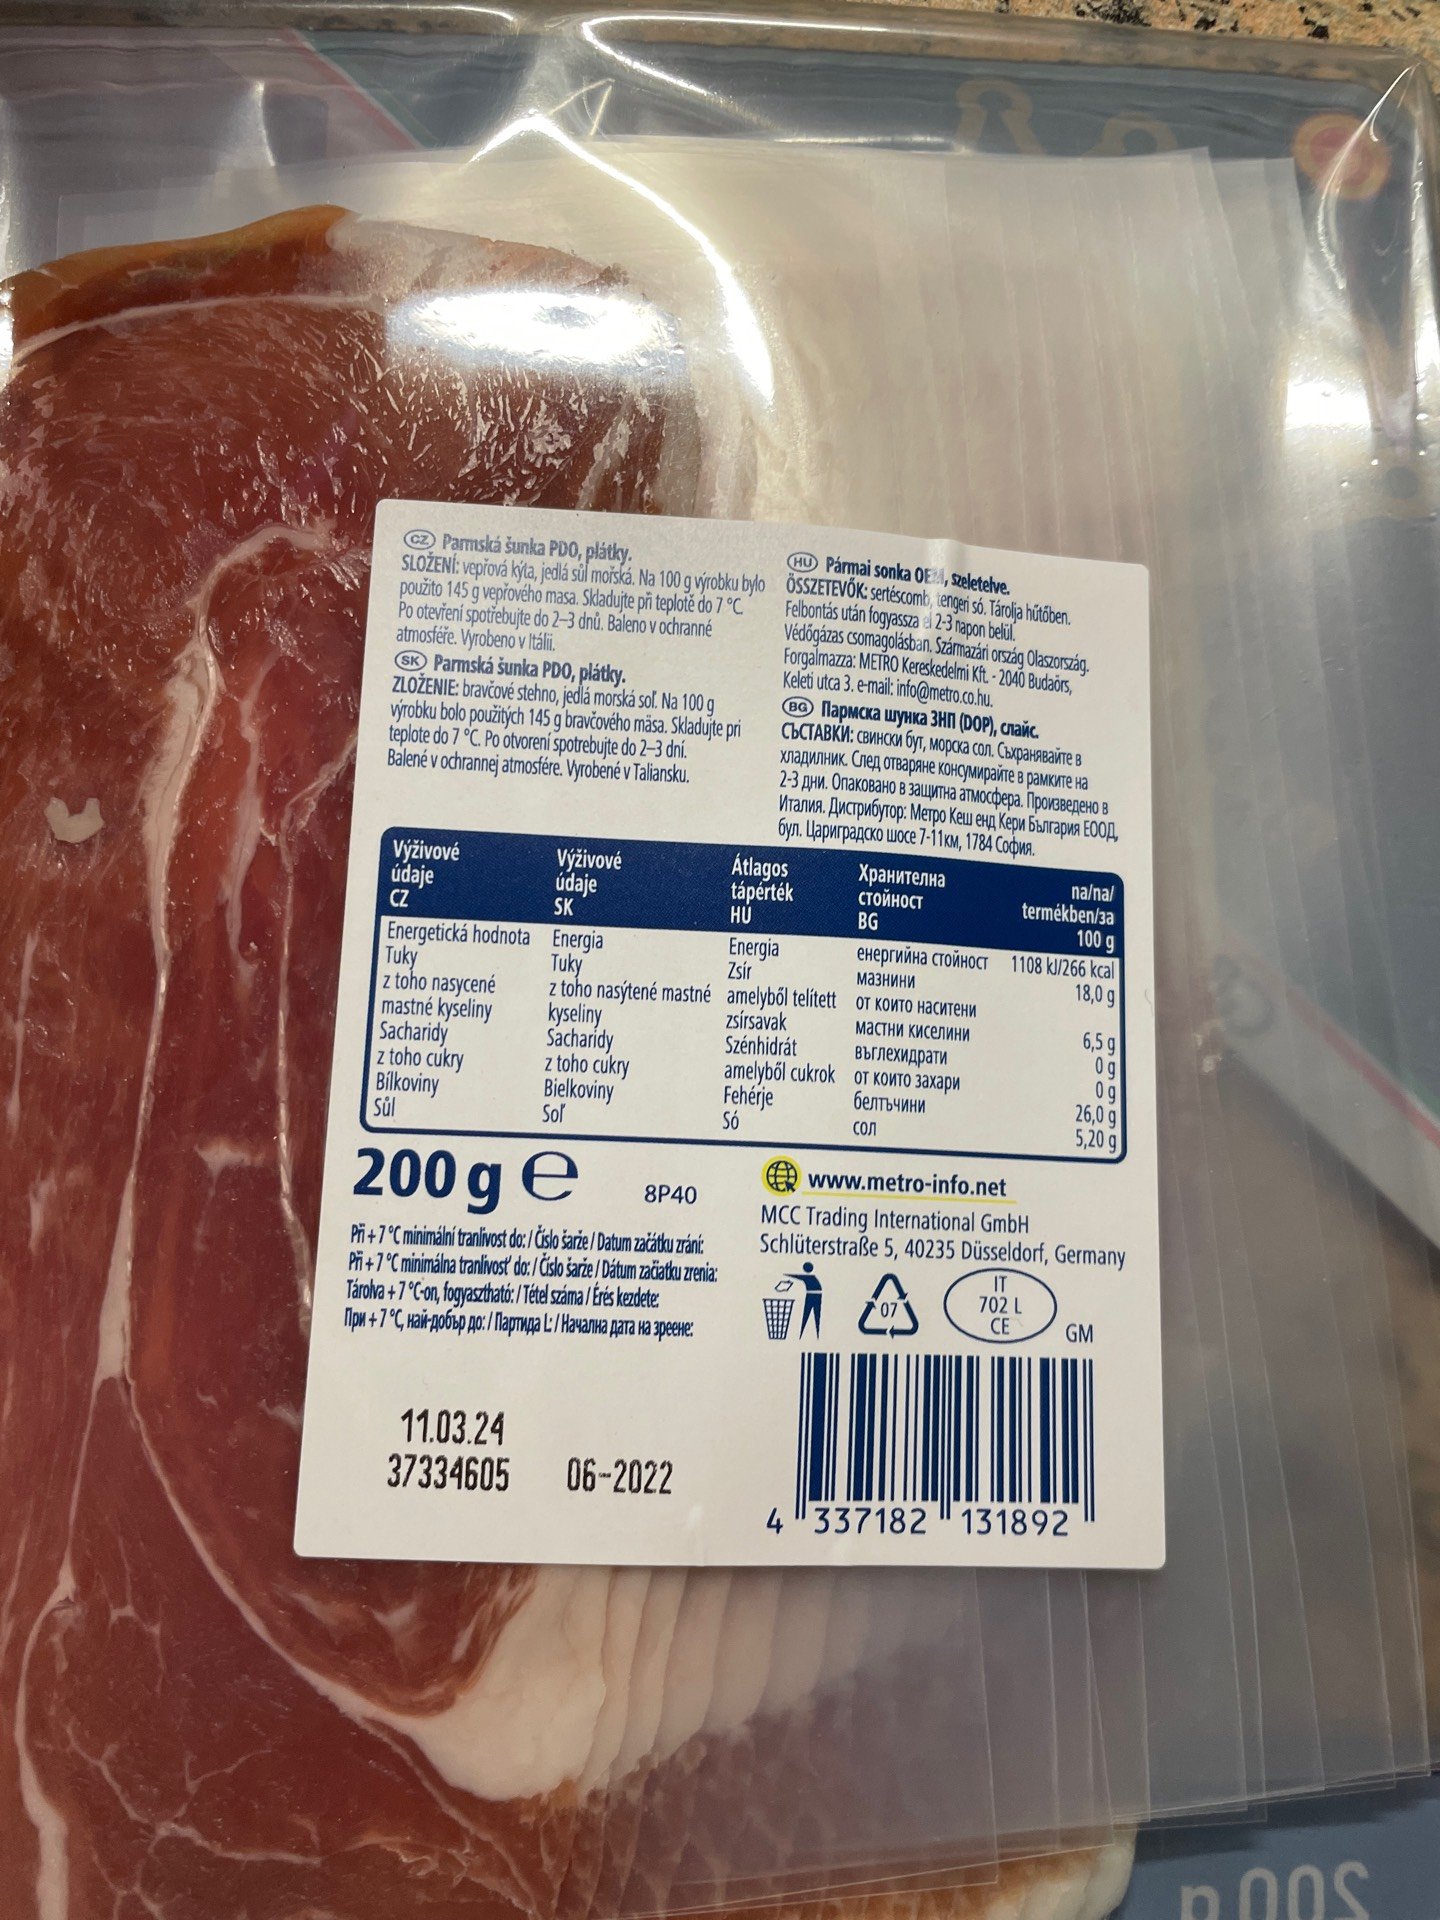 CZ Parmská šunka PDO, plátky.
SLOŽENÍ: vepřová kýta, jedlá sůl mořská. Na 100 g výrobku bylo
použito 145 g vepřového masa. Skladujte při teplotě do 7 °C.
Po otevření spotřebujte do 2–3 dnů. Baleno v ochranné
atmosféře. Vyrobeno v Itálii.
SK Parmská šunka PDO, plátky.
ZLOŽENIE: bravčové stehno, jedlá morská soľ. Na 100 g
výrobku bolo použitých 145 g bravčového mäsa. Skladujte pri
teplote do 7 °C. Po otvorení spotrebujte do 2–3 dní.
Balené v ochrannej atmosfére. Vyrobené v Taliansku.
HU Pármai sonka szeletelve.
ÖSSZETEVŐK: sertéscomb, tengeri só. Tárolja hűtőben.
Felbontás után fogyassza el 2-3 napon belül.
Védőgázas csomagolásban. Származári ország Olaszország.
Forgalmazza: METRO Kereskedelmi Kft. - 2040 Budaörs,
Keleti utca 3. e-mail: info@metro.co.hu.
BG Пармска шунка ЗНП (DOP), слайс.
СЪСТАВКИ: свински бут, морска сол. Съхранявайте в
хладилник. След отваряне консумирайте в рамките на
2-3 дни. Опаковано в защитна атмосфера. Произведено в
Италия. Дистрибутор: Метро Кеш енд Кери България ЕООД,
бул. Цариградско шосе 7-11км, 1784 София.
Výživové údaje CZ Výživové údaje SK Átlagos tápérték HU Хранителна стойност BG na/na/ termékben/за 100 g
Energetická hodnota Energia Energia енергийна стойност 1108 kJ/266 kcal
Tuky Tuky Zsír мазнини 18,0 g
z toho nasycené mastné kyseliny z toho nasýtené mastné kyseliny amelyből telített zsírsavak от които наситени мастни киселини 6,5 g
Sacharidy Sacharidy Szénhidrát въглехидрати 0 g
z toho cukry z toho cukry amelyből cukrok от които захари 0 g
Bílkoviny Bielkoviny Fehérje белтъчини 26,0 g
Sůl Soľ Só сол 5,20 g
200 g e 8P40
Při +7 °C minimální tranlivost do: / Číslo šarže / Datum začátku zrání:
Při +7 °C minimálna tranlivosť do: / Číslo šarže / Dátum začiatku zrenia:
Tárolva +7 °C-on, fogyasztható: / Tétel száma / Érés kezdete:
При +7 °C, най-добър до: / Партида L: / Начална дата на зреене:
www.metro-info.net
MCC Trading International GmbH
Schlüterstraße 5, 40235 Düsseldorf, Germany
07
IT
702 L
CE
GM
11.03.24
37334605 06-2022
4 337182 131892
200 g